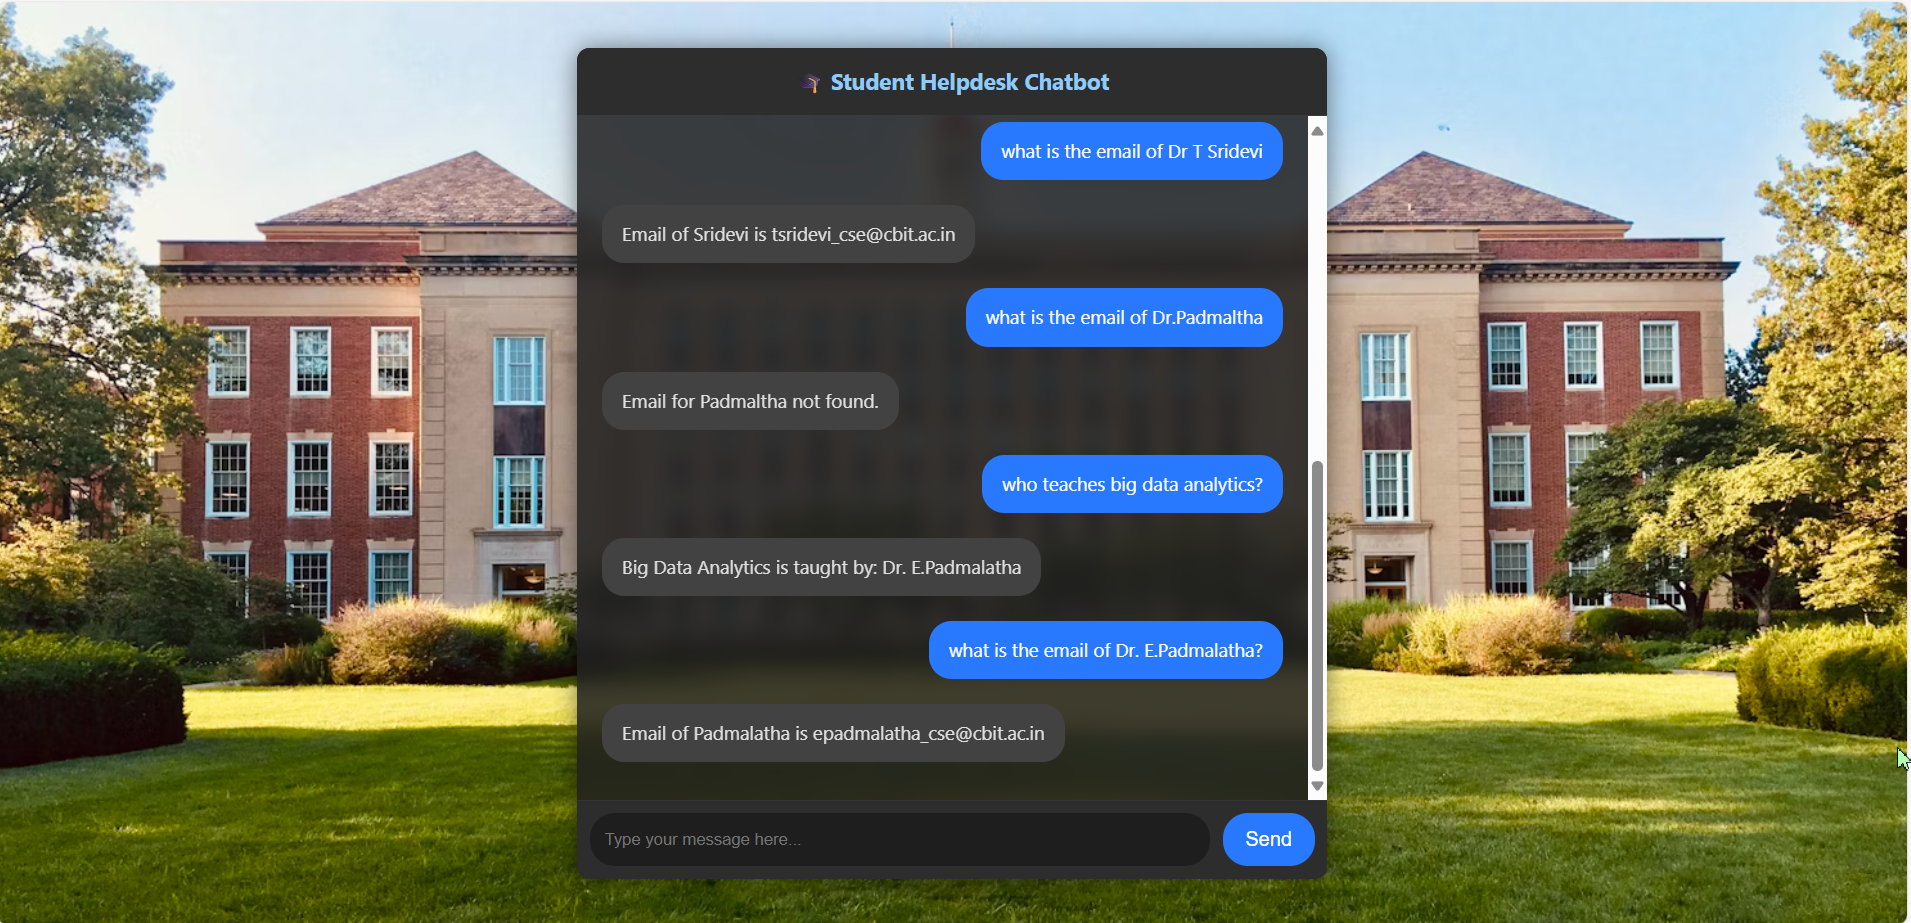 Student Helpdesk Chatbot
what is the email of Dr T Sridevi
Email of Sridevi is tsridevi_cse@cbit.ac.in
what is the email of Dr.Padmaltha
Email for Padmaltha not found.
who teaches big data analytics?
Big Data Analytics is taught by: Dr. E.Padmalatha
what is the email of Dr. E.Padmalatha?
Email of Padmalatha is epadmalatha_cse@cbit.ac.in
Type your message here...
Send